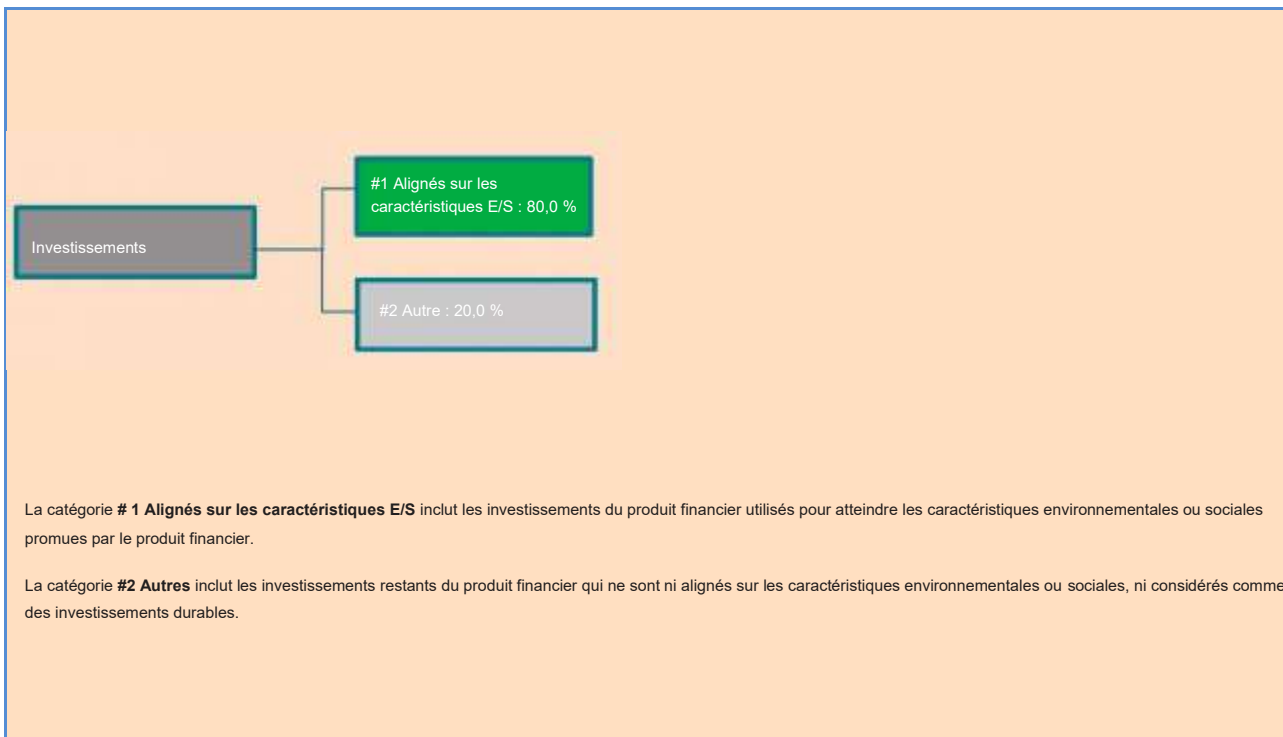 #1 Alignés sur les
caractéristiques E/S : 80,0 %
Investissements
#2 Autre : 20,0 %
La catégorie # 1 Alignés sur les caractéristiques E/S inclut les investissements du produit financier utilisés pour atteindre les caractéristiques environnementales ou sociales
promues par le produit financier.
La catégorie #2 Autres inclut les investissements restants du produit financier qui ne sont ni alignés sur les caractéristiques environnementales ou sociales, ni considérés comme
des investissements durables.